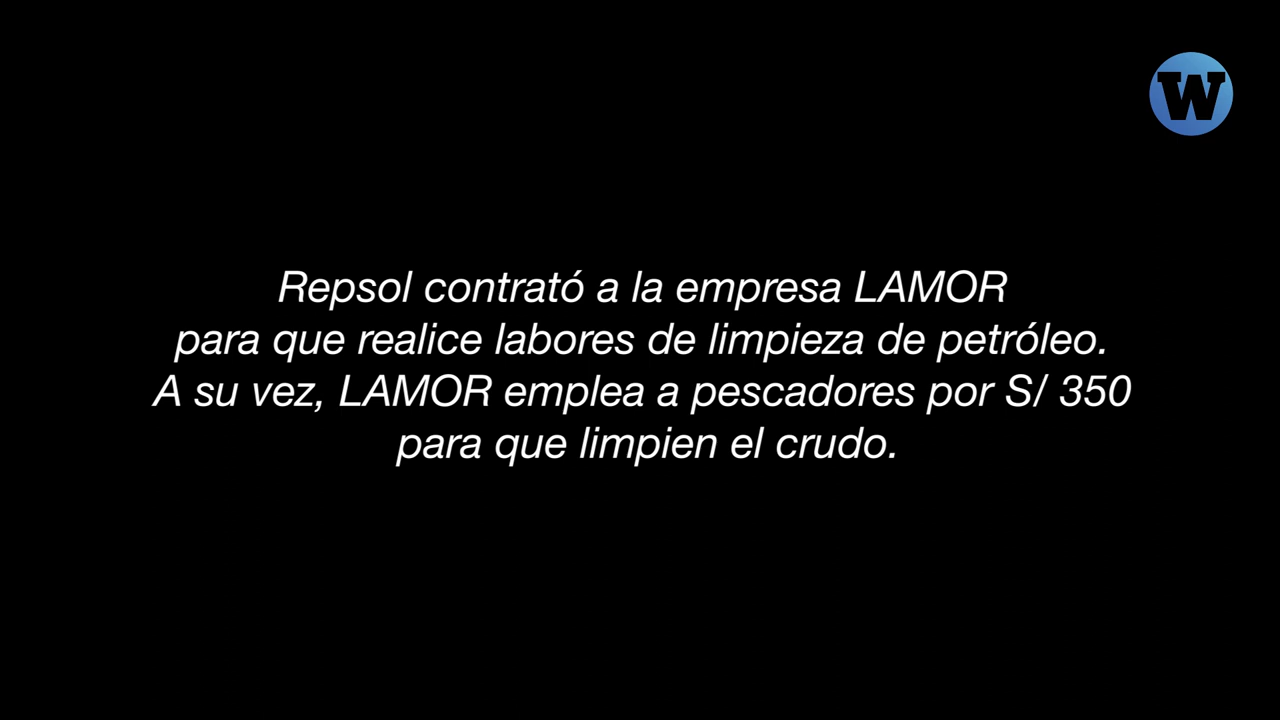 W
Repsol contrató a la empresa LAMOR
para que realice labores de limpieza de petróleo.
A su vez, LAMOR emplea a pescadores por S/ 350
para que limpien el crudo.